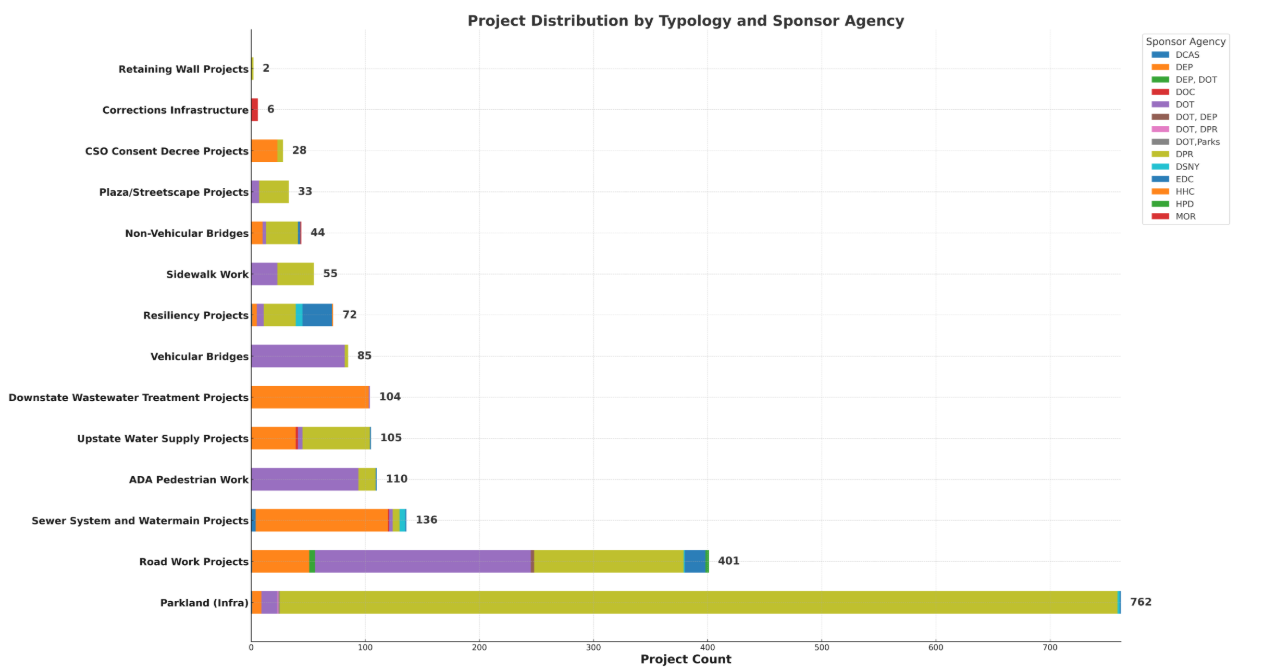 Project Distribution by Typology and Sponsor Agency
Sponsor Agency
DCAS
DEP
DEP, DOT
DOC
DOT
DOT, DEP
DOT, DPR
DOT,Parks
DPR
DSNY
EDC
HHC
HPD
MOR
Retaining Wall Projects 2
Corrections Infrastructure 6
CSO Consent Decree Projects 28
Plaza/Streetscape Projects 33
Non-Vehicular Bridges 44
Sidewalk Work 55
Resiliency Projects 72
Vehicular Bridges 85
Downstate Wastewater Treatment Projects 104
Upstate Water Supply Projects 105
ADA Pedestrian Work 110
Sewer System and Watermain Projects 136
Road Work Projects 401
Parkland (Infra) 762
0 100 200 300 400 500 600 700
Project Count